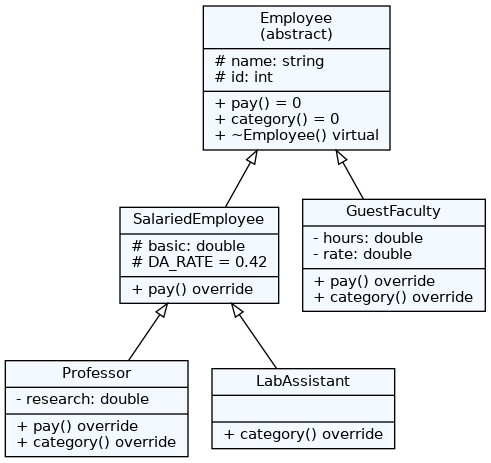 Employee
(abstract)
# name: string
# id: int
+ pay() = 0
+ category() = 0
+ ~Employee() virtual
SalariedEmployee
# basic: double
# DA_RATE = 0.42
+ pay() override
GuestFaculty
- hours: double
- rate: double
+ pay() override
+ category() override
Professor
- research: double
+ pay() override
+ category() override
LabAssistant
+ category() override